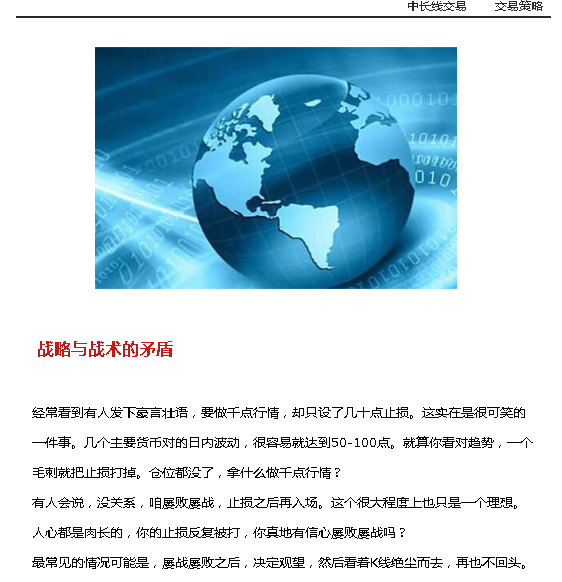 中长线交易 交易策略
00101
10101
010101
010
战略与战术的矛盾
经常看到有人发下豪言壮语，要做千点行情，却只设了几十点止损。这实在是很可笑的
一件事。几个主要货币对的日内波动，很容易就达到50-100点。就算你看对趋势，一个
毛刺就把止损打掉。仓位都没了，拿什么做千点行情？
有人会说，没关系，咱屡败屡战，止损之后再入场。这个很大程度上也只是一个理想。
人心都是肉长的，你的止损反复被打，你真地有信心屡败屡战吗？
最常见的情况可能是，屡战屡败之后，决定观望，然后看着K线绝尘而去，再也不回头。